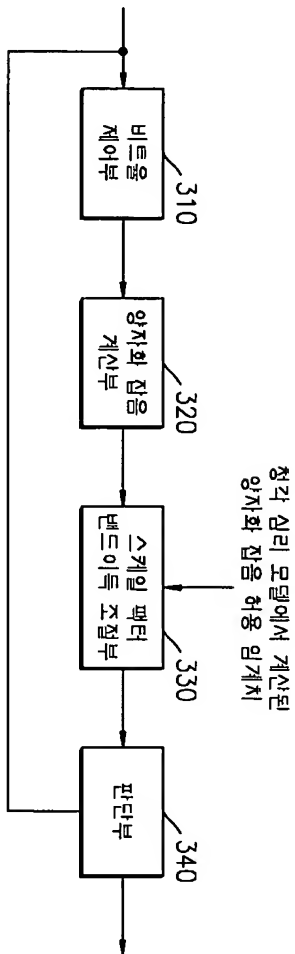 청각 심리 모델에서 계산된
양자화 잡음 허용 임계치
310
비트율
제어부
320
양자화 잡음
계산부
330
스케일 팩터
밴드이득 조절부
340
판단부